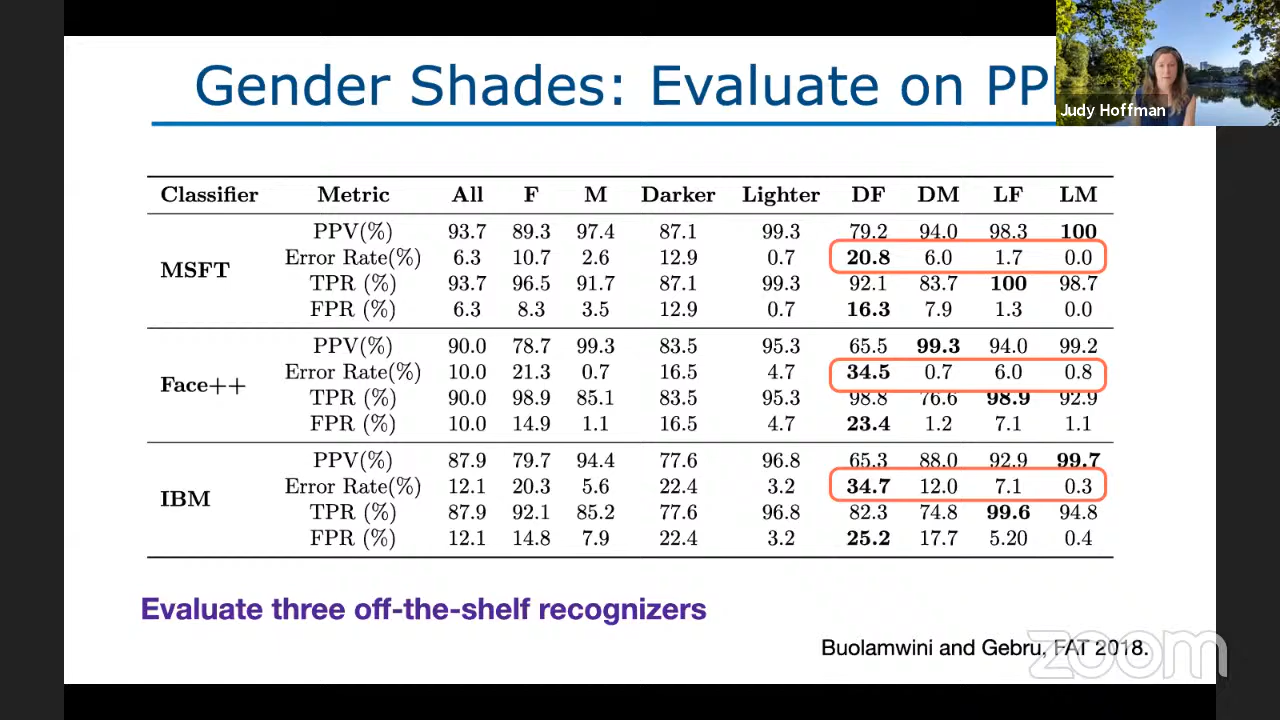 Gender Shades: Evaluate on
Judy Hoffman
Classifier Metric All F M Darker Lighter DF DM LF LM
PPV(%) 93.7 89.3 97.4 87.1 99.3 79.2 94.0 98.3 100
MSFT Error Rate(%) 6.3 10.7 2.6 12.9 0.7 20.8 6.0 1.7 0.0
TPR (%) 93.7 96.5 91.7 87.1 99.3 92.1 83.7 100 98.7
FPR (%) 6.3 8.3 3.5 12.9 0.7 16.3 7.9 1.3 0.0
PPV(%) 90.0 78.7 99.3 83.5 95.3 65.5 99.3 94.0 99.2
Face++ Error Rate(%) 10.0 21.3 0.7 16.5 4.7 34.5 0.7 6.0 0.8
TPR (%) 90.0 98.9 85.1 83.5 95.3 98.8 76.6 98.9 92.9
FPR (%) 10.0 14.9 1.1 16.5 4.7 23.4 1.2 7.1 1.1
PPV(%) 87.9 79.7 94.4 77.6 96.8 65.3 88.0 92.9 99.7
IBM Error Rate(%) 12.1 20.3 5.6 22.4 3.2 34.7 12.0 7.1 0.3
TPR (%) 87.9 92.1 85.2 77.6 96.8 82.3 74.8 99.6 94.8
FPR (%) 12.1 14.8 7.9 22.4 3.2 25.2 17.7 5.20 0.4
Evaluate three off-the-shelf recognizers
Buolamwini and Gebru, FAT 2018.
zoom